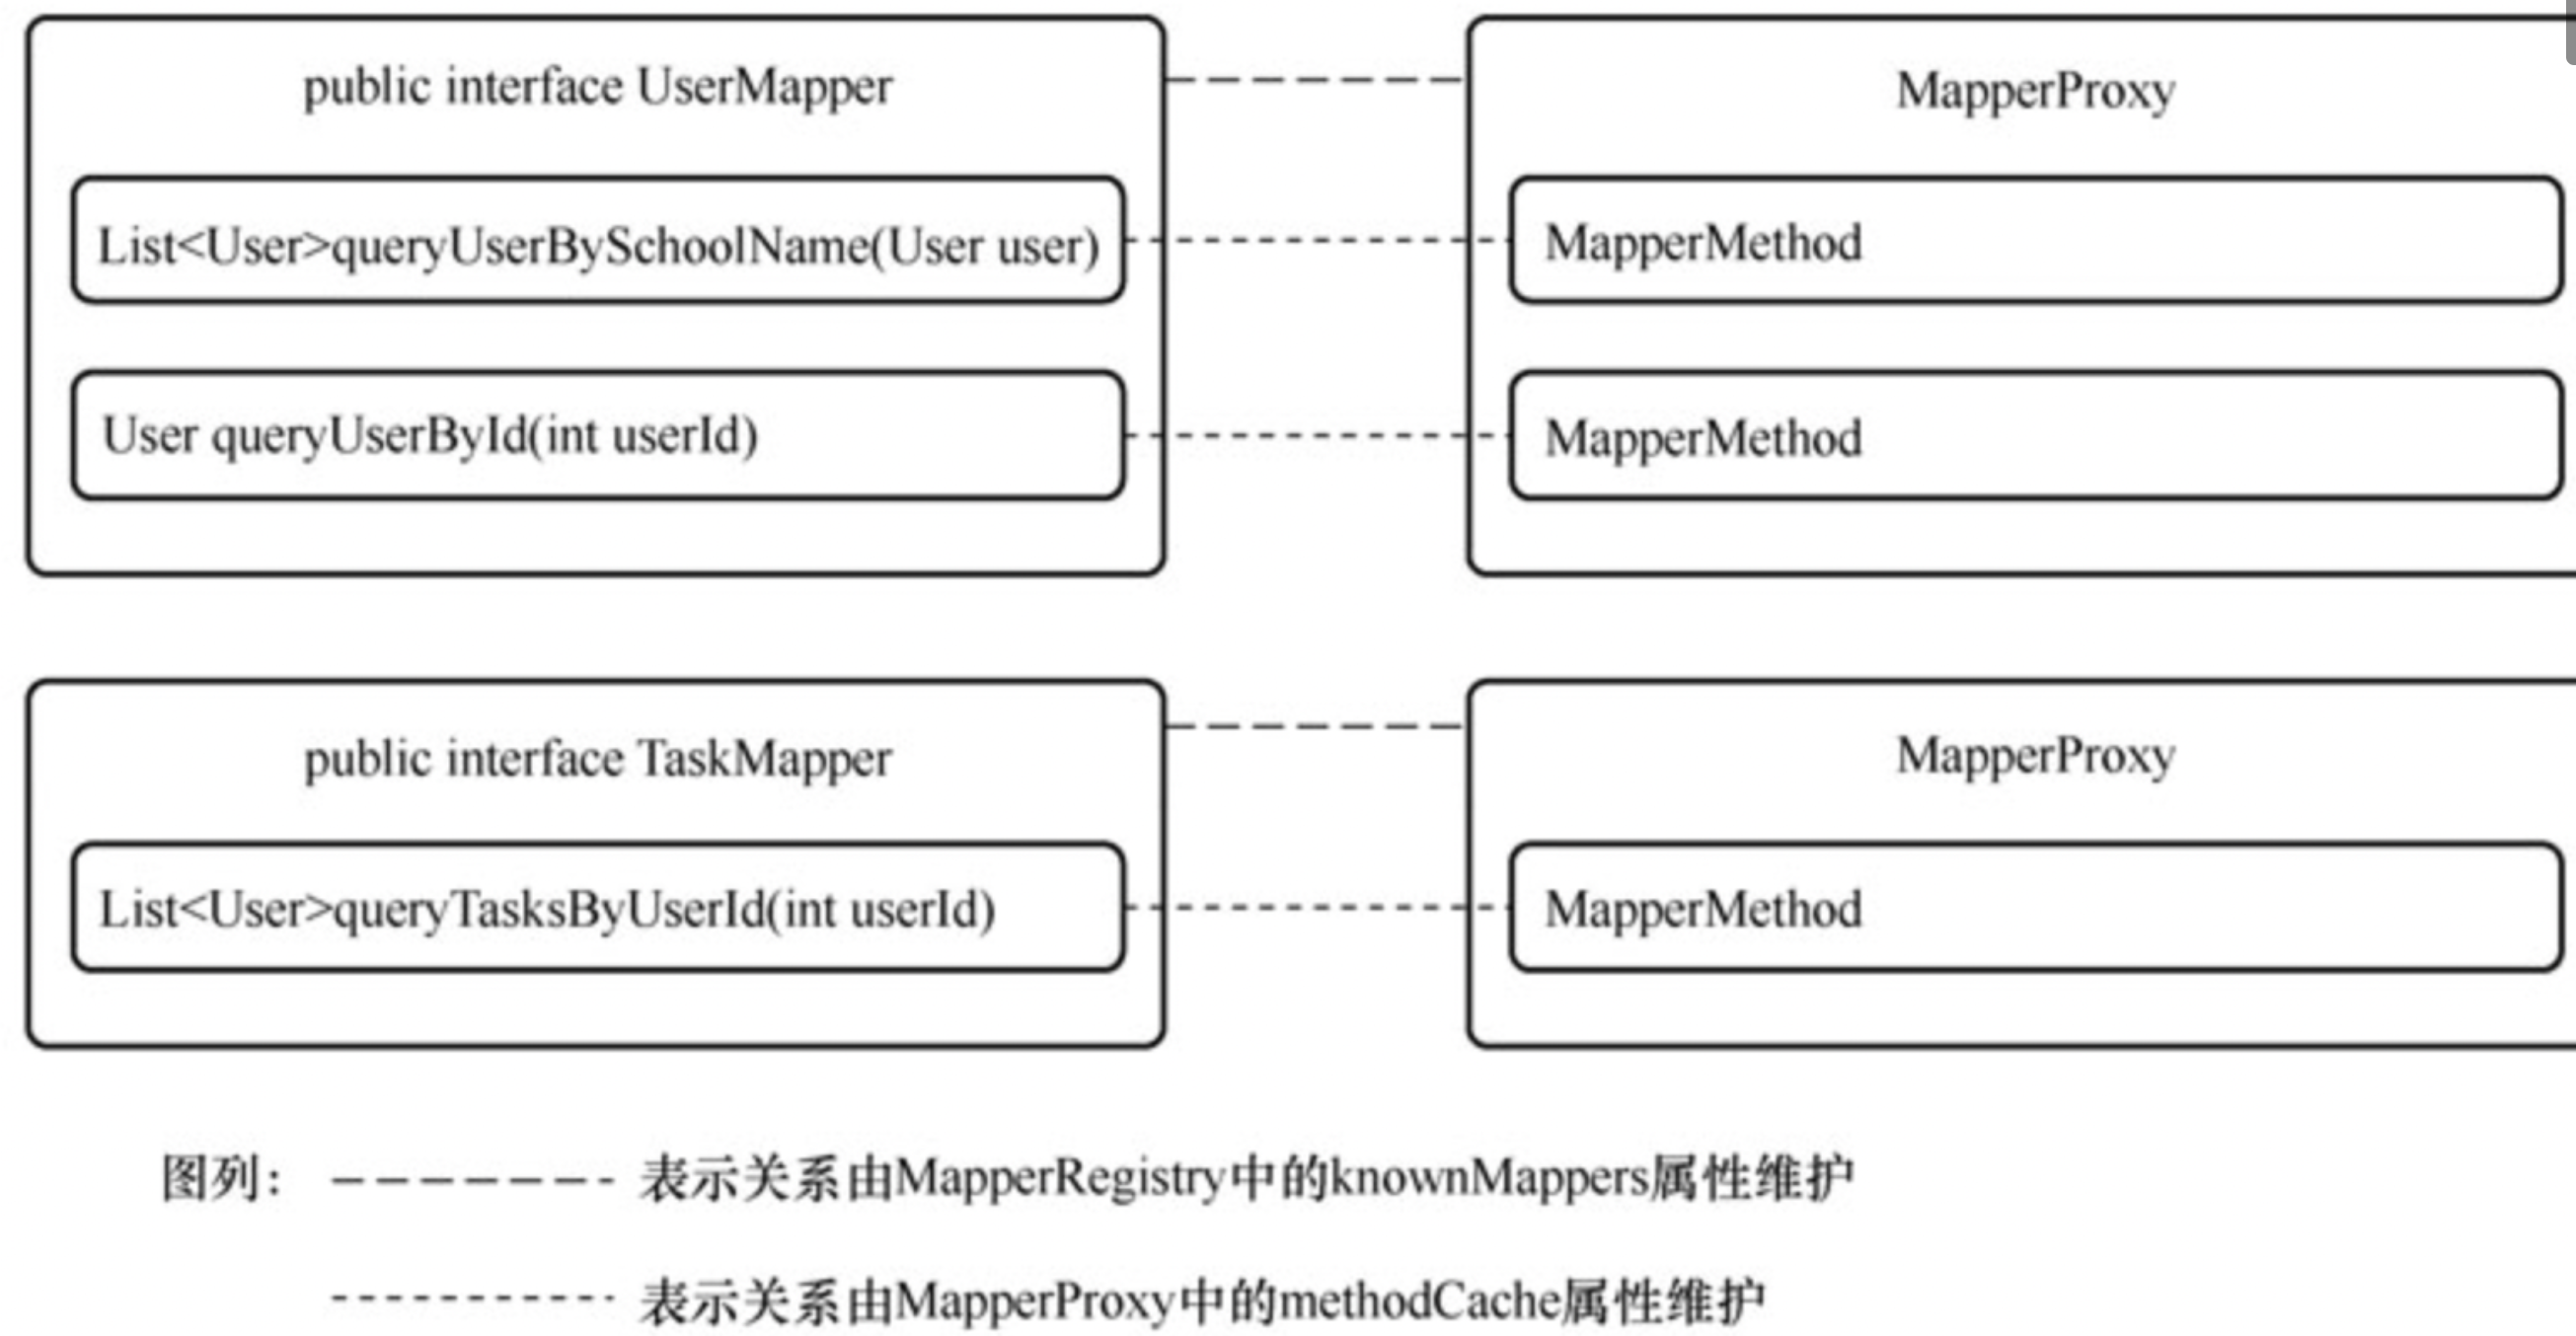 public interface UserMapper
MapperProxy
List<User>queryUserBySchoolName(User user)
MapperMethod
User queryUserById(int userId)
MapperMethod
public interface TaskMapper
MapperProxy
List<User>queryTasksByUserId(int userId)
MapperMethod
图列： 表示关系由MapperRegistry中的knownMappers属性维护
表示关系由MapperProxy中的methodCache属性维护